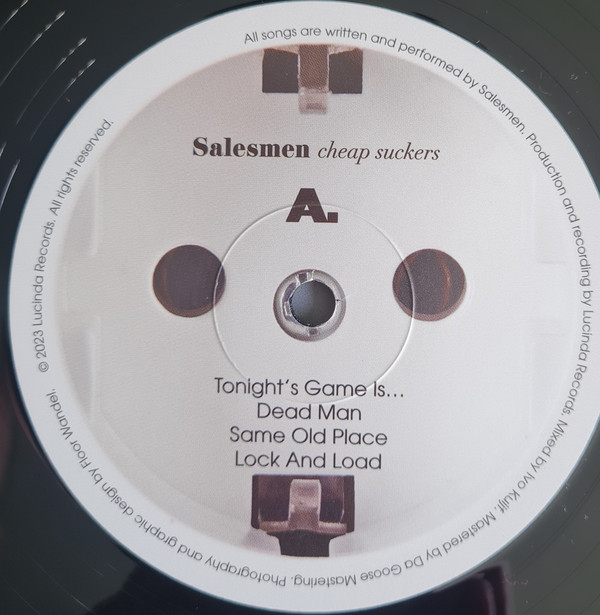 Salesmen cheap suckers
A.
Tonight's Game Is...
Dead Man
Same Old Place
Lock And Load
All songs are written and performed by Salesmen. Production and recording by Lucinda Records. Mixed by Ivo Kuijf. Mastered by Da Goose Mastering. Photography and graphic design by Floor Wandel. © 2023 Lucinda Records. All rights reserved.